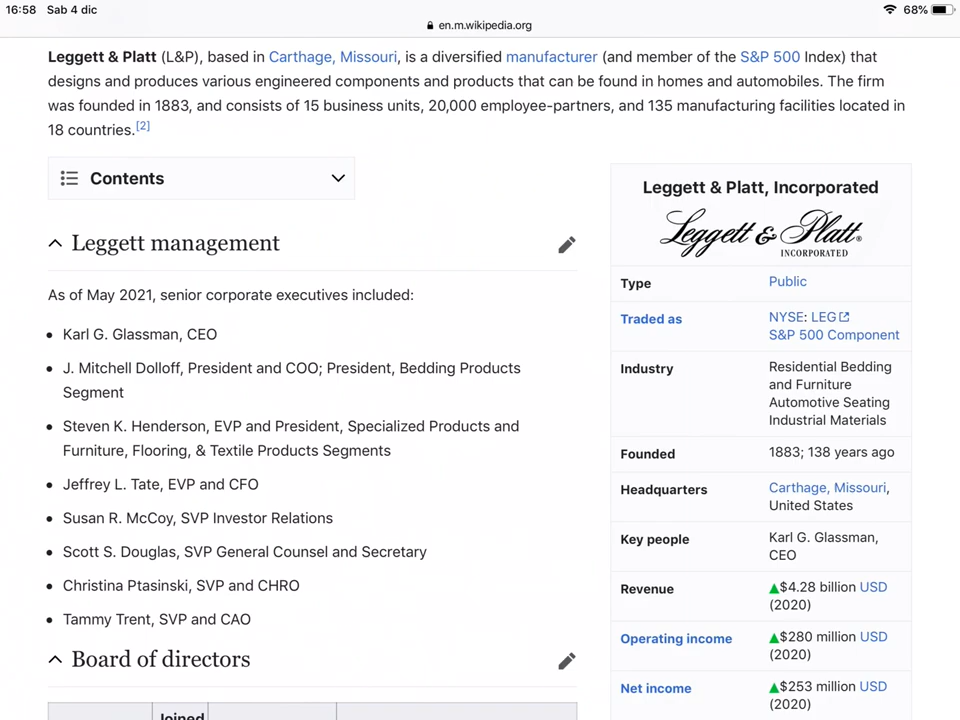 16:58 Sab 4 dic
68%
en.m.wikipedia.org
Leggett & Platt (L&P), based in Carthage, Missouri, is a diversified manufacturer (and member of the S&P 500 Index) that
designs and produces various engineered components and products that can be found in homes and automobiles. The firm
was founded in 1883, and consists of 15 business units, 20,000 employee-partners, and 135 manufacturing facilities located in
18 countries.[2]
Contents
Leggett management
As of May 2021, senior corporate executives included:
• Karl G. Glassman, CEO
• J. Mitchell Dolloff, President and COO; President, Bedding Products
Segment
• Steven K. Henderson, EVP and President, Specialized Products and
Furniture, Flooring, & Textile Products Segments
• Jeffrey L. Tate, EVP and CFO
• Susan R. McCoy, SVP Investor Relations
• Scott S. Douglas, SVP General Counsel and Secretary
• Christina Ptasinski, SVP and CHRO
• Tammy Trent, SVP and CAO
Board of directors
Joined
Leggett & Platt, Incorporated
Leggett & Platt®
INCORPORATED
Type Public
Traded as NYSE: LEG
S&P 500 Component
Industry Residential Bedding
and Furniture
Automotive Seating
Industrial Materials
Founded 1883; 138 years ago
Headquarters Carthage, Missouri,
United States
Key people Karl G. Glassman,
CEO
Revenue ▲$4.28 billion USD
(2020)
Operating income ▲$280 million USD
(2020)
Net income ▲$253 million USD
(2020)